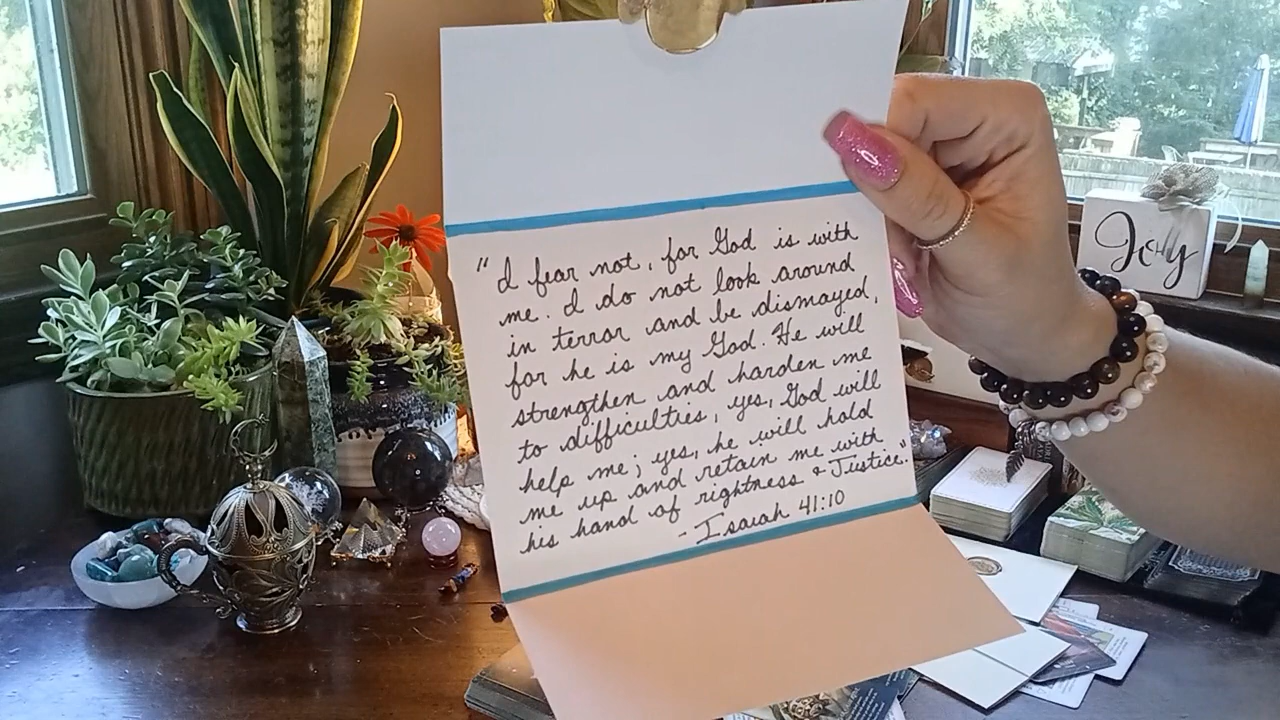 "I fear not, for God is with
me. I do not look around
in terror and be dismayed,
for he is my God. He will
strengthen and harden me
to difficulties, yes, God will
help me; yes, he will hold
me up and retain me with
his hand of rightness & Justice."
- Isaiah 41:10
Joy